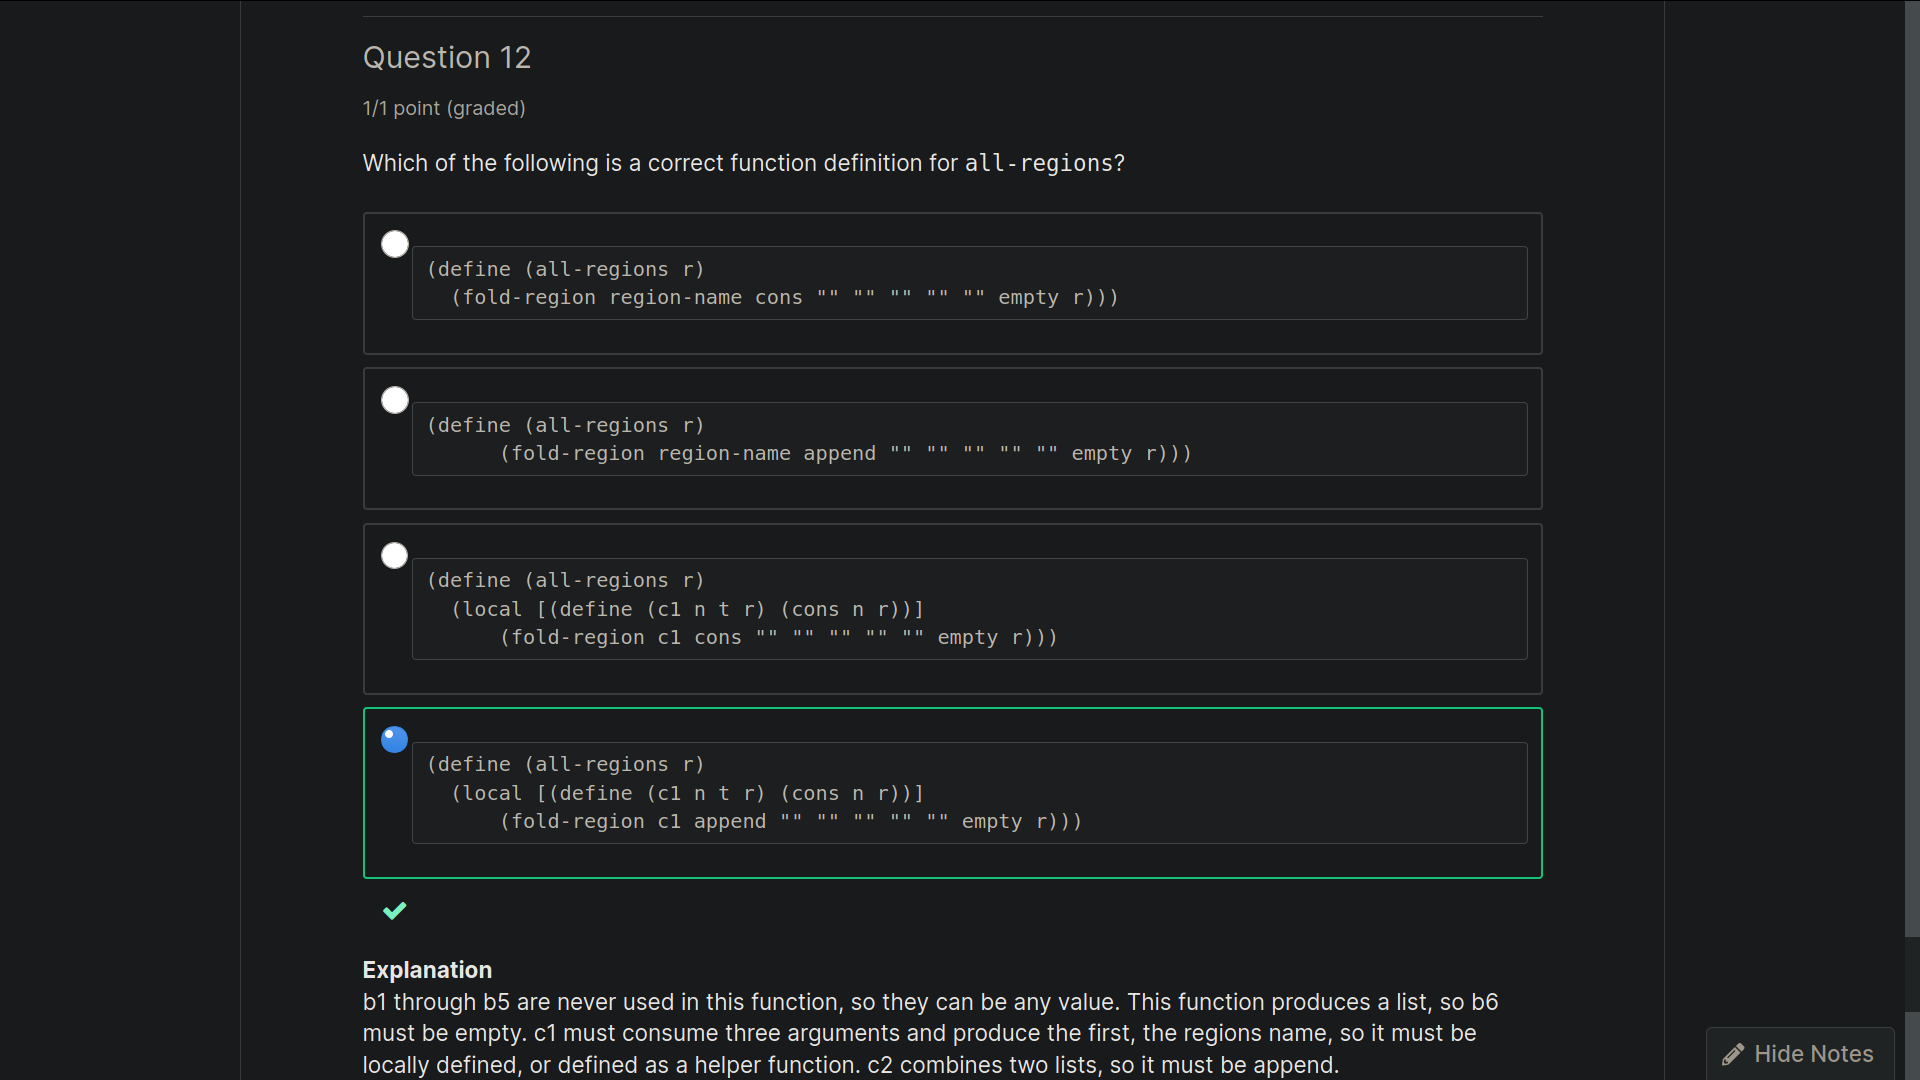 Question 12
1/1 point (graded)
Which of the following is a correct function definition for all-regions?
(define (all-regions r)
  (fold-region region-name cons "" "" "" "" "" empty r)))
(define (all-regions r)
      (fold-region region-name append "" "" "" "" "" empty r)))
(define (all-regions r)
  (local [(define (c1 n t r) (cons n r))]
      (fold-region c1 cons "" "" "" "" "" empty r)))
(define (all-regions r)
  (local [(define (c1 n t r) (cons n r))]
      (fold-region c1 append "" "" "" "" "" empty r)))
Explanation
b1 through b5 are never used in this function, so they can be any value. This function produces a list, so b6
must be empty. c1 must consume three arguments and produce the first, the regions name, so it must be
locally defined, or defined as a helper function. c2 combines two lists, so it must be append.
Hide Notes